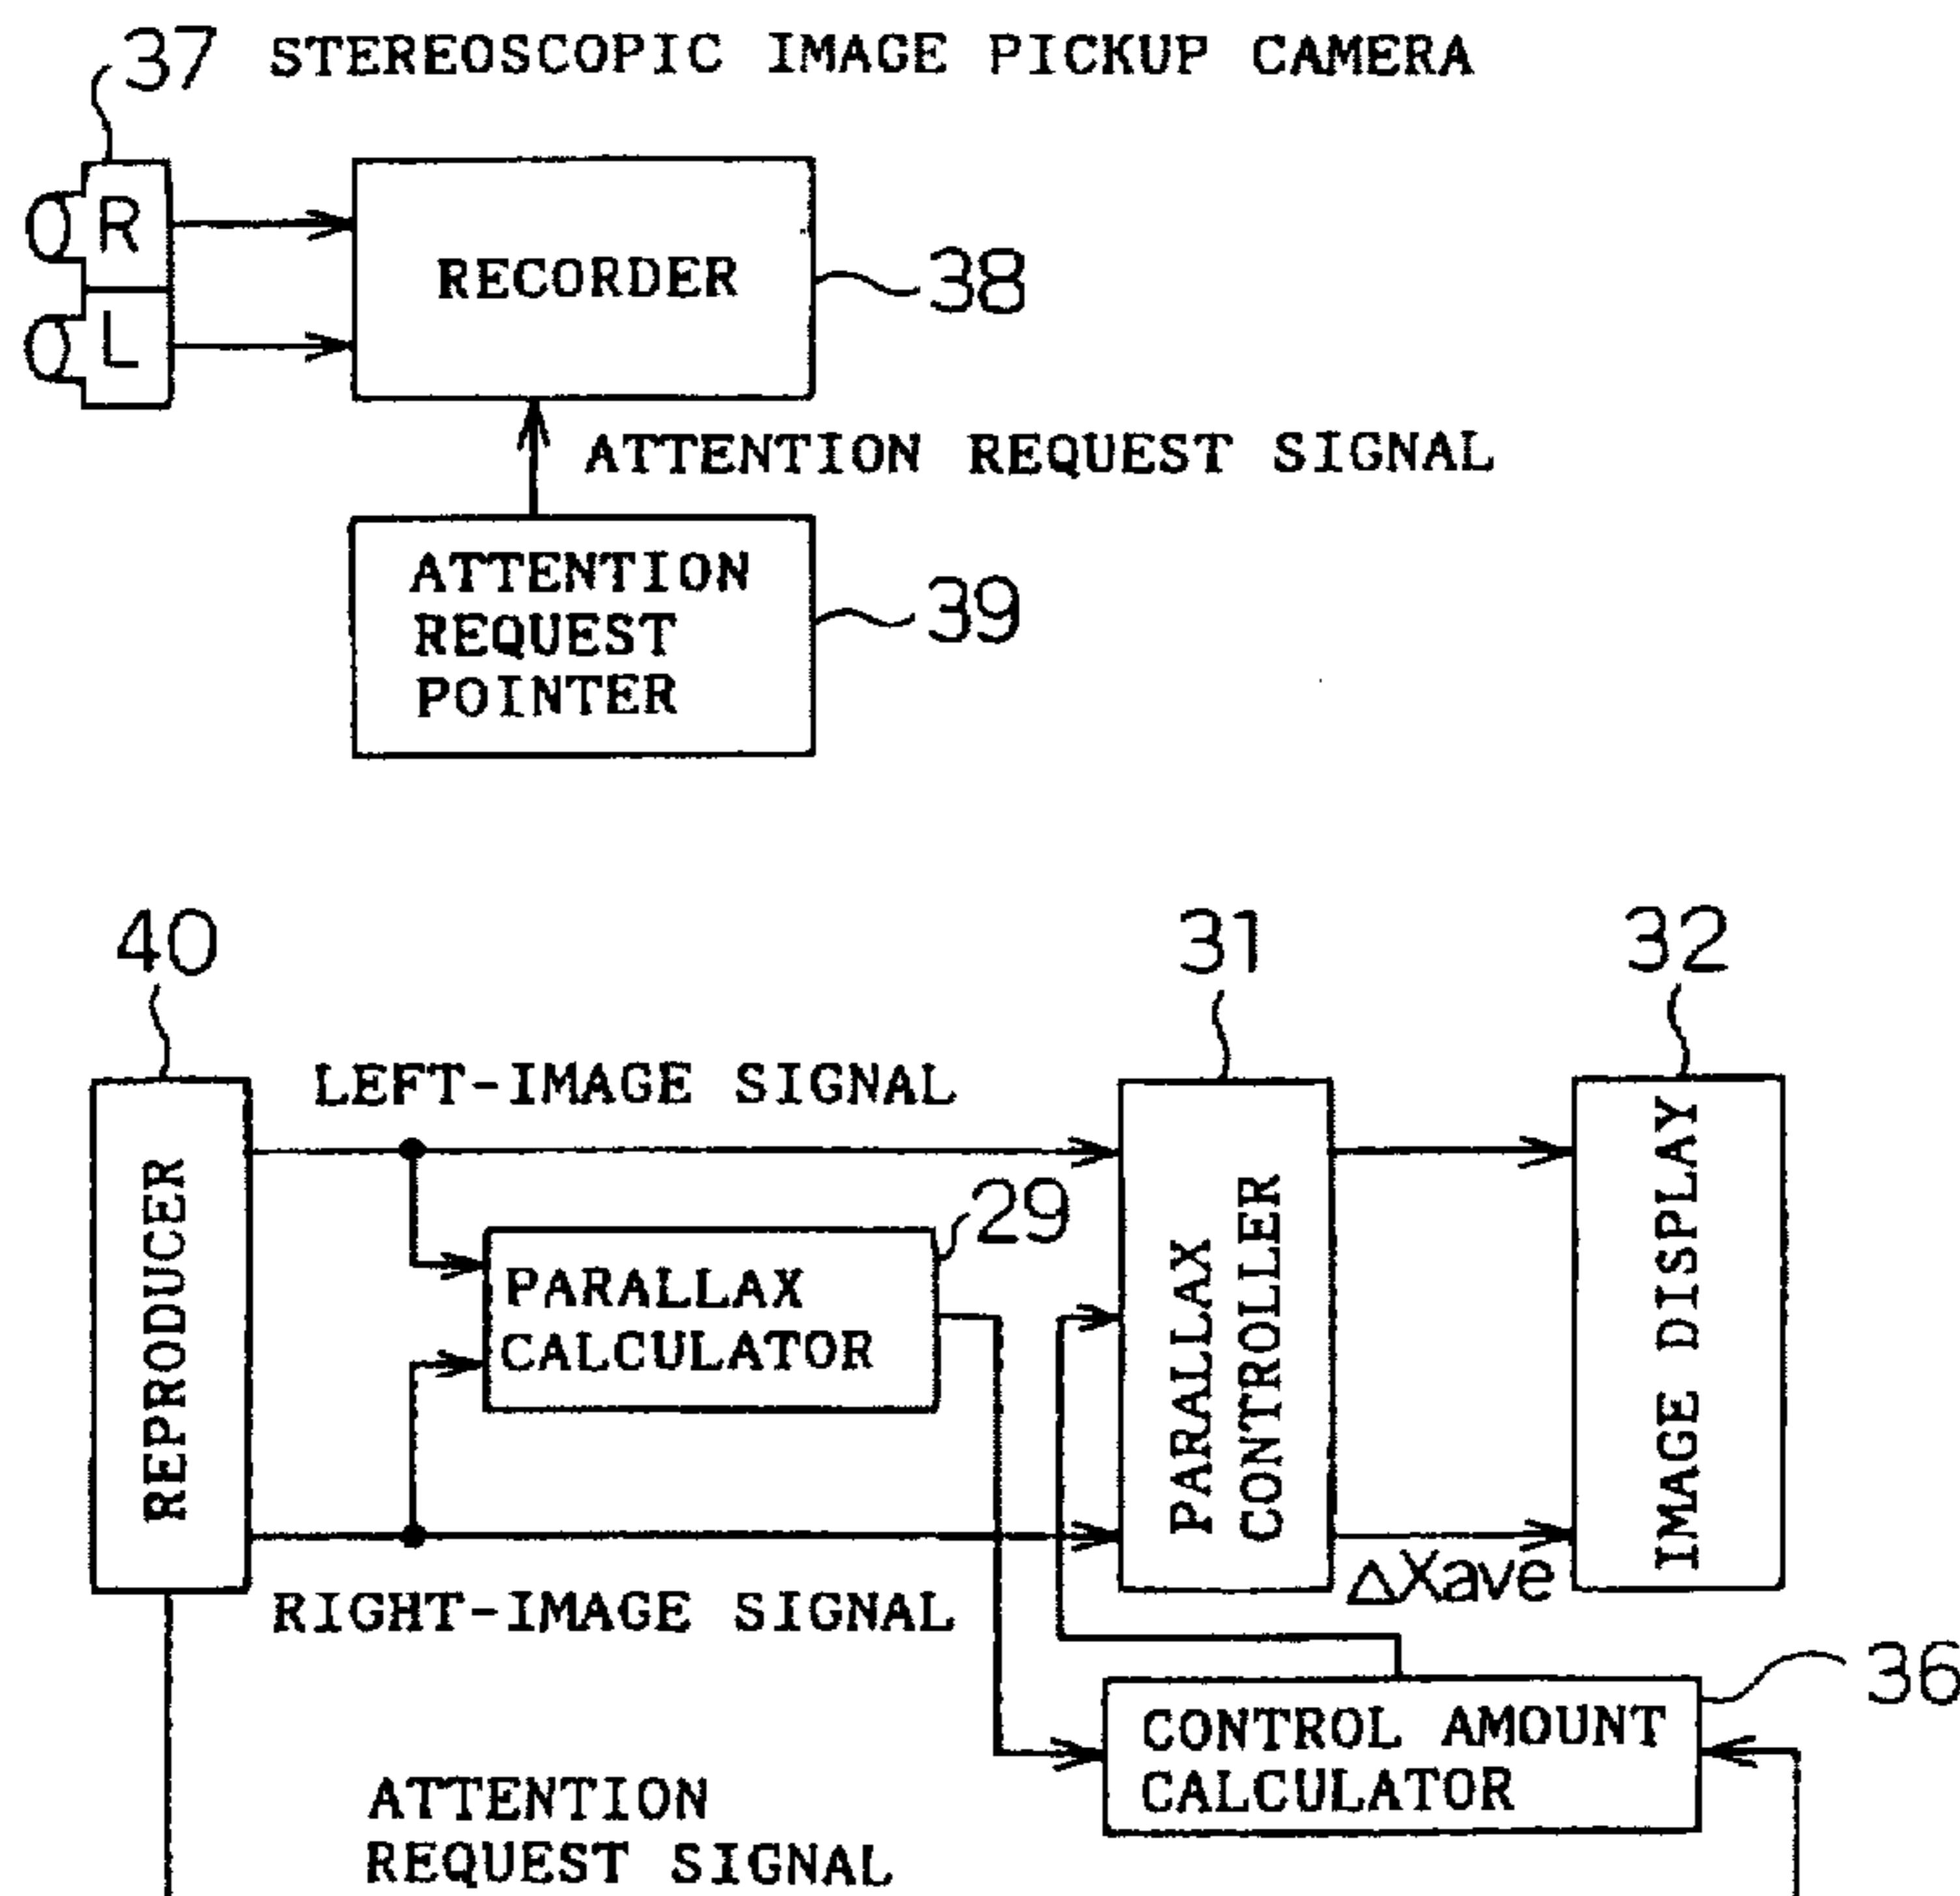 37 STEREOSCOPIC IMAGE PICKUP CAMERA
R
L
RECORDER
38
ATTENTION REQUEST SIGNAL
ATTENTION
REQUEST
POINTER
39
40
31
32
LEFT-IMAGE SIGNAL
REPRODUCER
29
PARALLAX
CALCULATOR
PARALLAX
CONTROLLER
IMAGE DISPLAY
RIGHT-IMAGE SIGNAL
ΔXave
36
CONTROL AMOUNT
CALCULATOR
ATTENTION
REQUEST SIGNAL